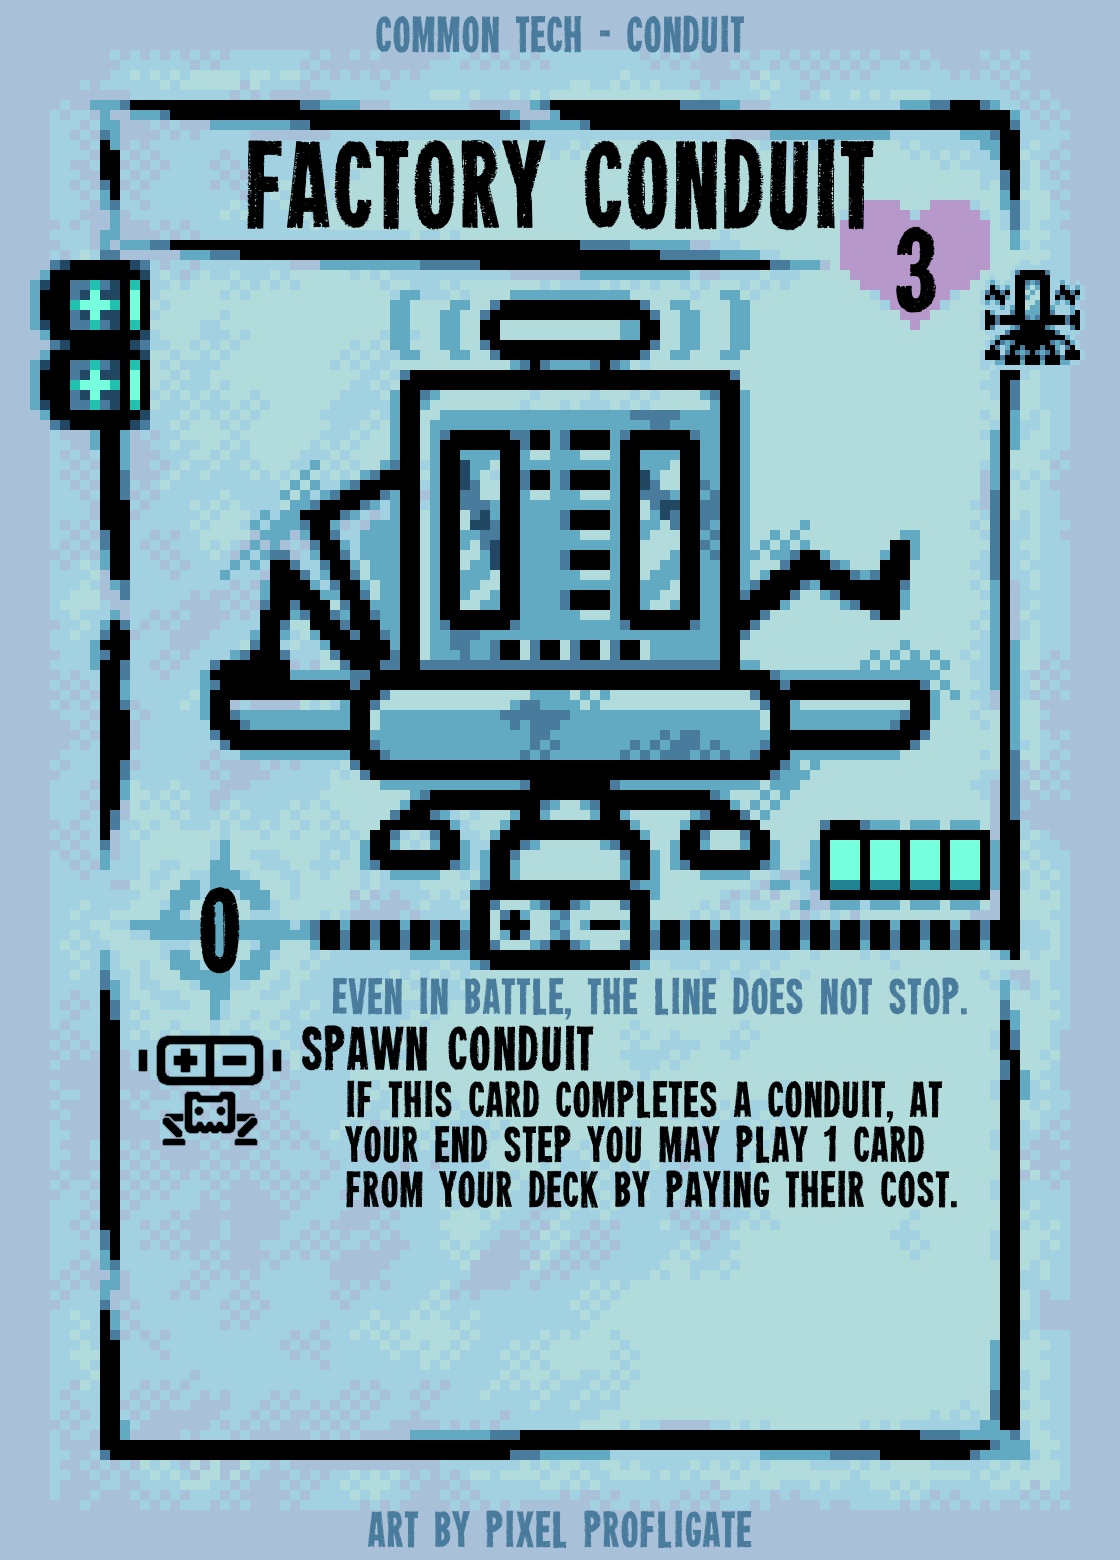 COMMON TECH - CONDUIT
FACTORY CONDUIT
3
0
EVEN IN BATTLE, THE LINE DOES NOT STOP.
SPAWN CONDUIT
IF THIS CARD COMPLETES A CONDUIT, AT
YOUR END STEP YOU MAY PLAY 1 CARD
FROM YOUR DECK BY PAYING THEIR COST.
ART BY PIXEL PROFLIGATE